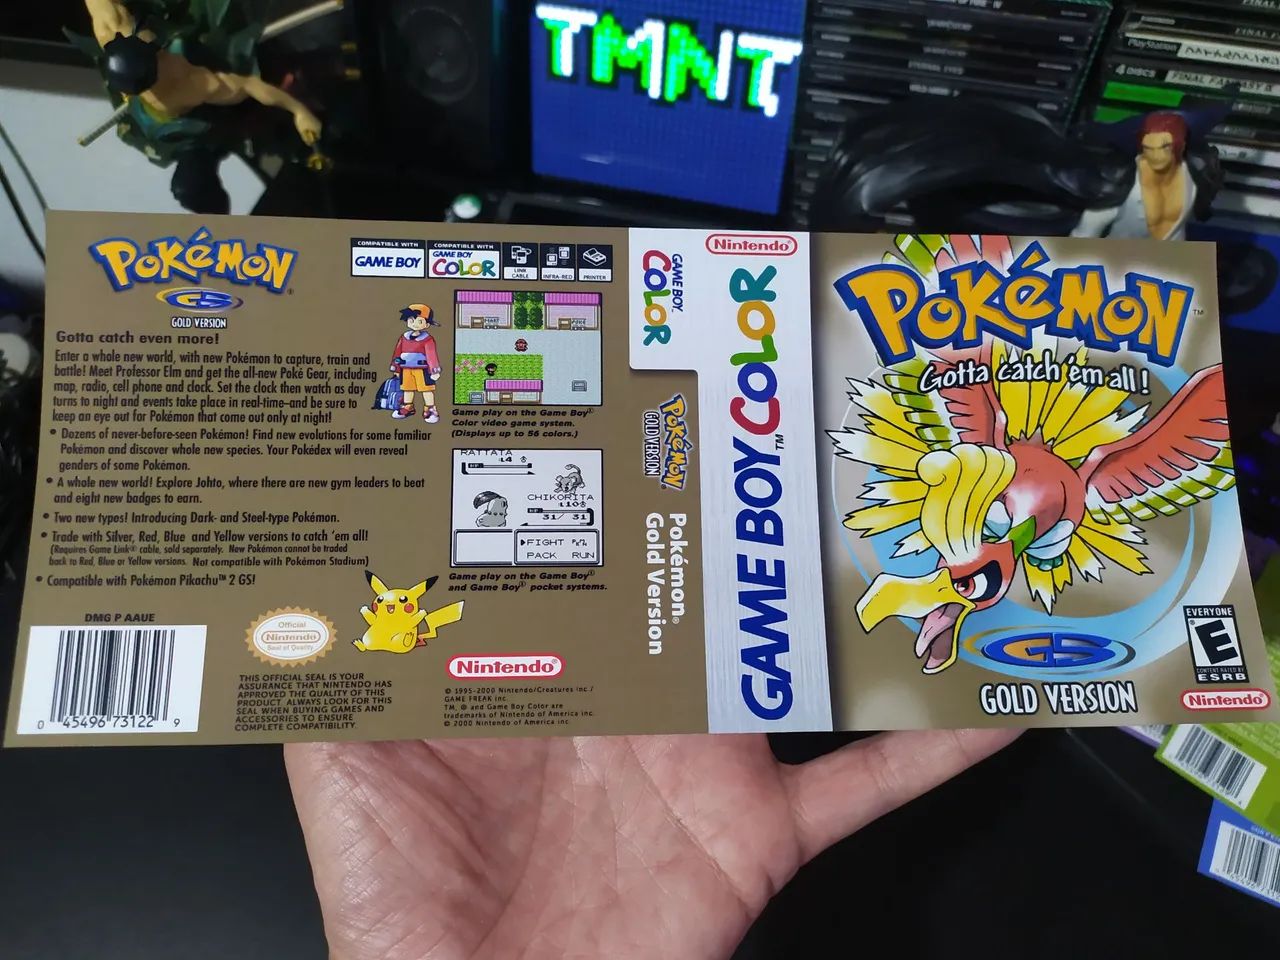 TMNT
PlayStation
4 DISCS
FINAL FANTASY
POKéMON
GS
GOLD VERSION
Gotta catch even more!
Enter a whole new world, with new Pokémon to capture, train and
battle! Meet Professor Elm and get the all-new Poké Gear, including
map, radio, cell phone and clock. Set the clock then watch as day
turns to night and events take place in real-time–and be sure to
keep an eye out for Pokémon that come out only at night!
• Dozens of never-before-seen Pokémon! Find new evolutions for some familiar
Pokémon and discover whole new species. Your Pokédex will even reveal
genders of some Pokémon.
• A whole new world! Explore Johto, where there are new gym leaders to beat
and eight new badges to earn.
• Two new types! Introducing Dark- and Steel-type Pokémon.
• Trade with Silver, Red, Blue and Yellow versions to catch 'em all!
(Requires Game Link® cable, sold separately. New Pokémon cannot be traded
back to Red, Blue or Yellow versions. Not compatible with Pokémon Stadium)
• Compatible with Pokémon Pikachu™ 2 GS!
DMG P AAUE
0 45496 73122 9
Official
Nintendo
Seal of Quality
THIS OFFICIAL SEAL IS YOUR
ASSURANCE THAT NINTENDO HAS
APPROVED THE QUALITY OF THIS
PRODUCT. ALWAYS LOOK FOR THIS
SEAL WHEN BUYING GAMES AND
ACCESSORIES TO ENSURE
COMPLETE COMPATIBILITY.
COMPATIBLE WITH
GAME BOY
COMPATIBLE WITH
GAME BOY
COLOR
LINK
CABLE
INFRA-RED
PRINTER
MART
POKé
Game play on the Game Boy®
Color video game system.
(Displays up to 56 colors.)
RATTATA
:L4
HP
CHIKORITA
:L10
HP
31/ 31
▶FIGHT PKMN
PACK RUN
Game play on the Game Boy®
and Game Boy® pocket systems.
Nintendo®
© 1995-2000 Nintendo/Creatures inc /
GAME FREAK inc.
TM, ® and Game Boy Color are
trademarks of Nintendo of America inc.
© 2000 Nintendo of America inc.
GAME BOY
COLOR
POKéMON
GOLD VERSION
Pokémon®
Gold Version
Nintendo®
GAME BOY COLOR™
POKéMON™
Gotta catch 'em all!
GS
GOLD VERSION
EVERYONE
E
CONTENT RATED BY
ESRB
Nintendo®